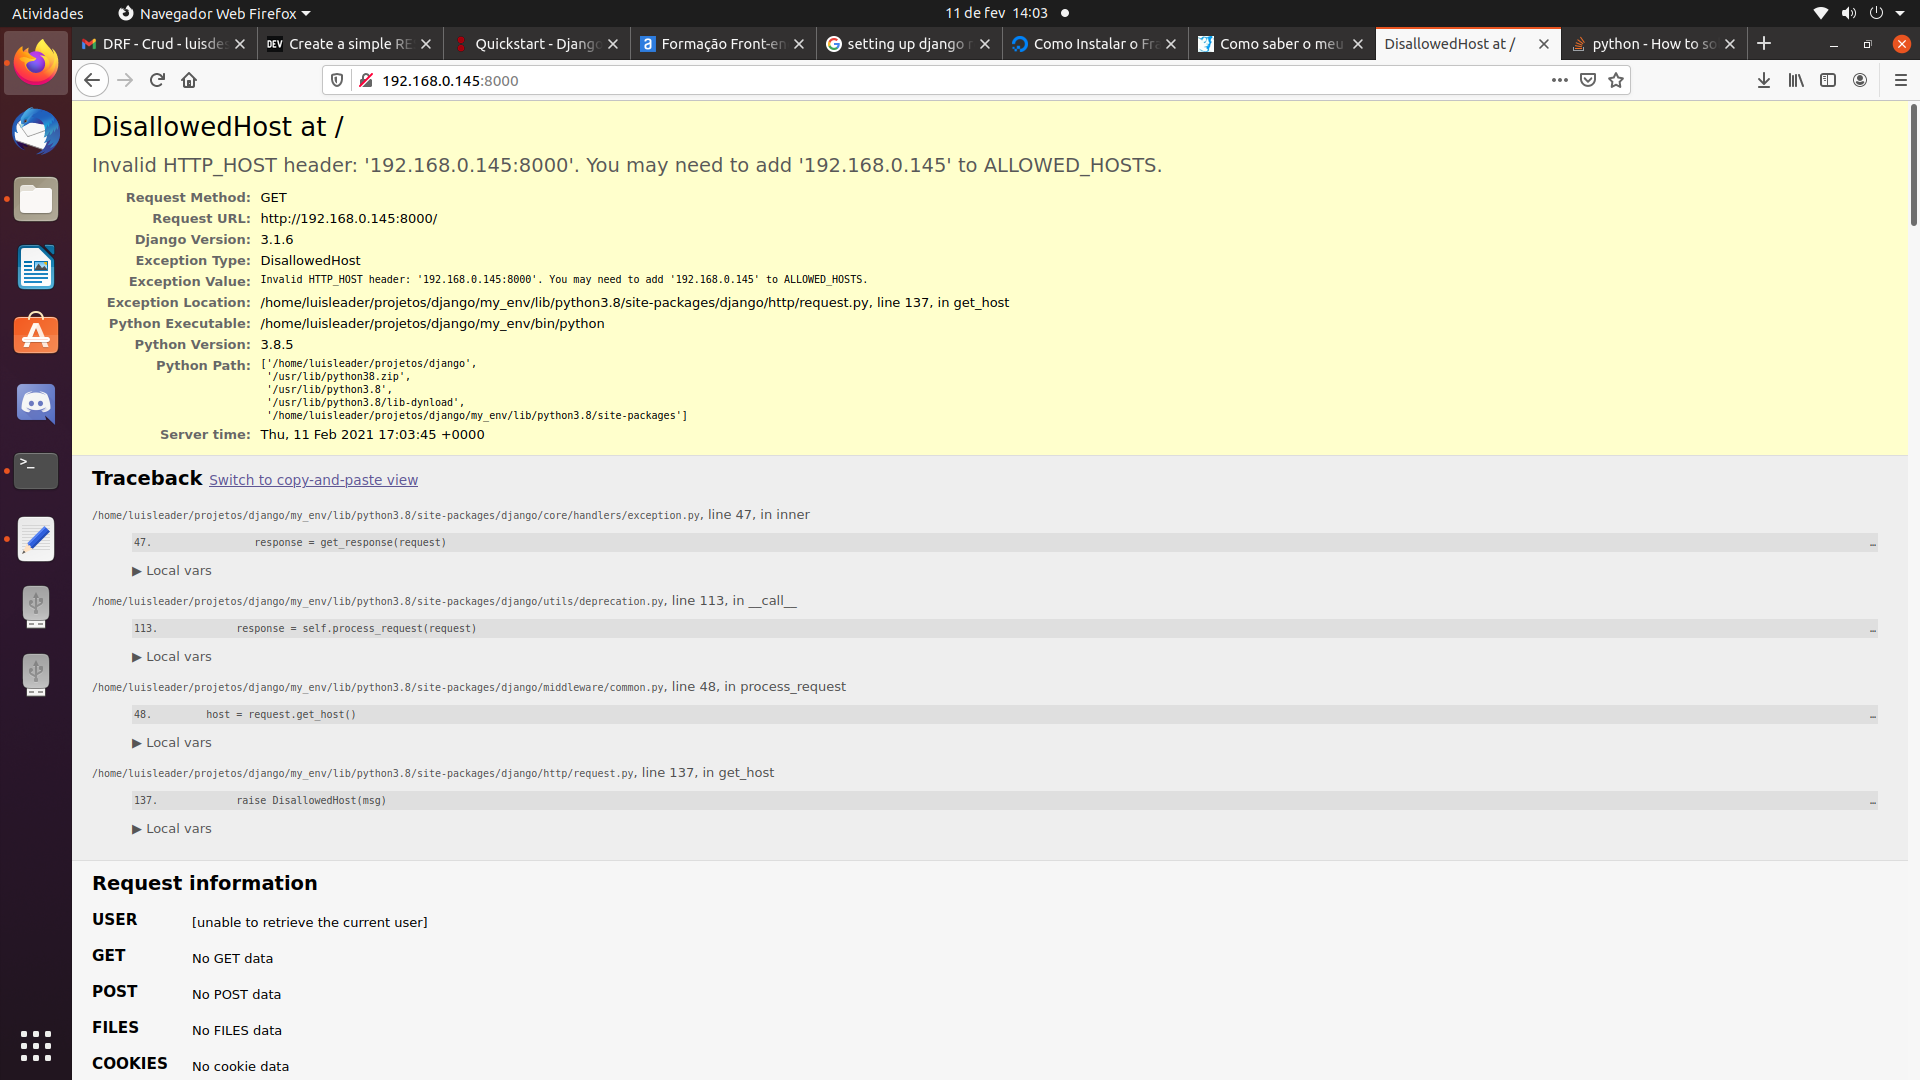 Atividades
Navegador Web Firefox
11 de fev 14:03
DRF - Crud - luisdes
Create a simple RE
Quickstart - Django
Formação Front-en
setting up django r
Como Instalar o Fra
Como saber o meu
DisallowedHost at /
python - How to so
192.168.0.145:8000
DisallowedHost at /
Invalid HTTP_HOST header: '192.168.0.145:8000'. You may need to add '192.168.0.145' to ALLOWED_HOSTS.
Request Method: GET
Request URL: http://192.168.0.145:8000/
Django Version: 3.1.6
Exception Type: DisallowedHost
Exception Value: Invalid HTTP_HOST header: '192.168.0.145:8000'. You may need to add '192.168.0.145' to ALLOWED_HOSTS.
Exception Location: /home/luisleader/projetos/django/my_env/lib/python3.8/site-packages/django/http/request.py, line 137, in get_host
Python Executable: /home/luisleader/projetos/django/my_env/bin/python
Python Version: 3.8.5
Python Path: ['/home/luisleader/projetos/django',
'/usr/lib/python38.zip',
'/usr/lib/python3.8',
'/usr/lib/python3.8/lib-dynload',
'/home/luisleader/projetos/django/my_env/lib/python3.8/site-packages']
Server time: Thu, 11 Feb 2021 17:03:45 +0000
Traceback Switch to copy-and-paste view
/home/luisleader/projetos/django/my_env/lib/python3.8/site-packages/django/core/handlers/exception.py, line 47, in inner
47. response = get_response(request) …
▶ Local vars
/home/luisleader/projetos/django/my_env/lib/python3.8/site-packages/django/utils/deprecation.py, line 113, in __call__
113. response = self.process_request(request) …
▶ Local vars
/home/luisleader/projetos/django/my_env/lib/python3.8/site-packages/django/middleware/common.py, line 48, in process_request
48. host = request.get_host() …
▶ Local vars
/home/luisleader/projetos/django/my_env/lib/python3.8/site-packages/django/http/request.py, line 137, in get_host
137. raise DisallowedHost(msg) …
▶ Local vars
Request information
USER [unable to retrieve the current user]
GET No GET data
POST No POST data
FILES No FILES data
COOKIES No cookie data